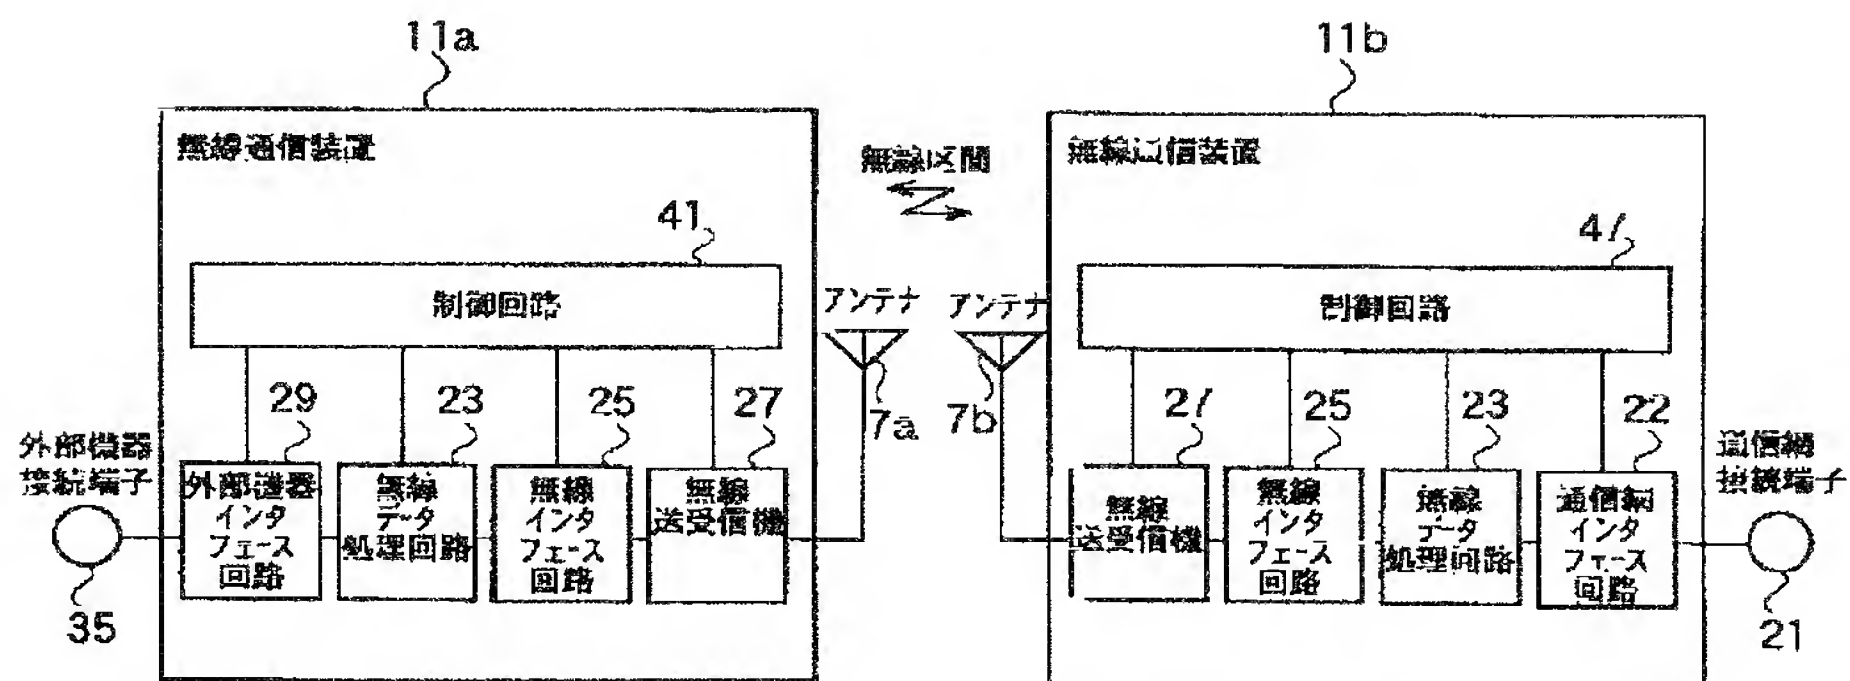 11a
11b
無線通信装置
無線区間
無線通信装置
41
41
制御回路
アンテナ
アンテナ
制御回路
7a
7b
29
23
25
27
27
25
23
22
外部機器
接続端子
外部機器
インタ
フェース
回路
無線
データ
処理回路
無線
インタ
フェース
回路
無線
送受信機
無線
送受信機
無線
インタ
フェース
回路
無線
データ
処理回路
通信網
インタ
フェース
回路
通信網
接続端子
35
21